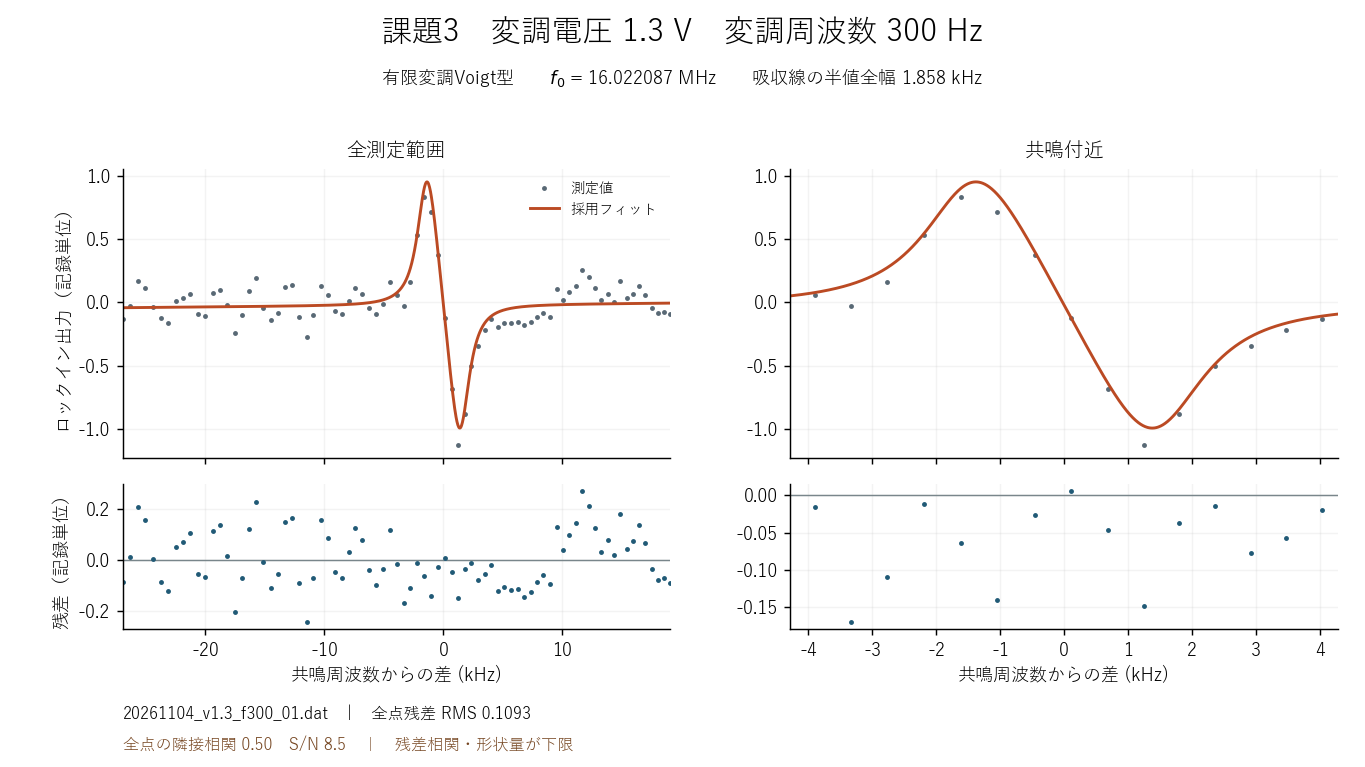 課題3　変調電圧 1.3 V　変調周波数 300 Hz
有限変調Voigt型　　f0 = 16.022087 MHz　　吸収線の半値全幅 1.858 kHz
全測定範囲
ロックイン出力（記録単位）
1.0
0.5
0.0
-0.5
-1.0
測定値
採用フィット
共鳴付近
1.0
0.5
0.0
-0.5
-1.0
残差（記録単位）
0.2
0.0
-0.2
-20 -10 0 10
共鳴周波数からの差 (kHz)
0.00
-0.05
-0.10
-0.15
-4 -3 -2 -1 0 1 2 3 4
共鳴周波数からの差 (kHz)
20261104_v1.3_f300_01.dat　|　全点残差 RMS 0.1093
全点の隣接相関 0.50　S/N 8.5　|　残差相関・形状量が下限